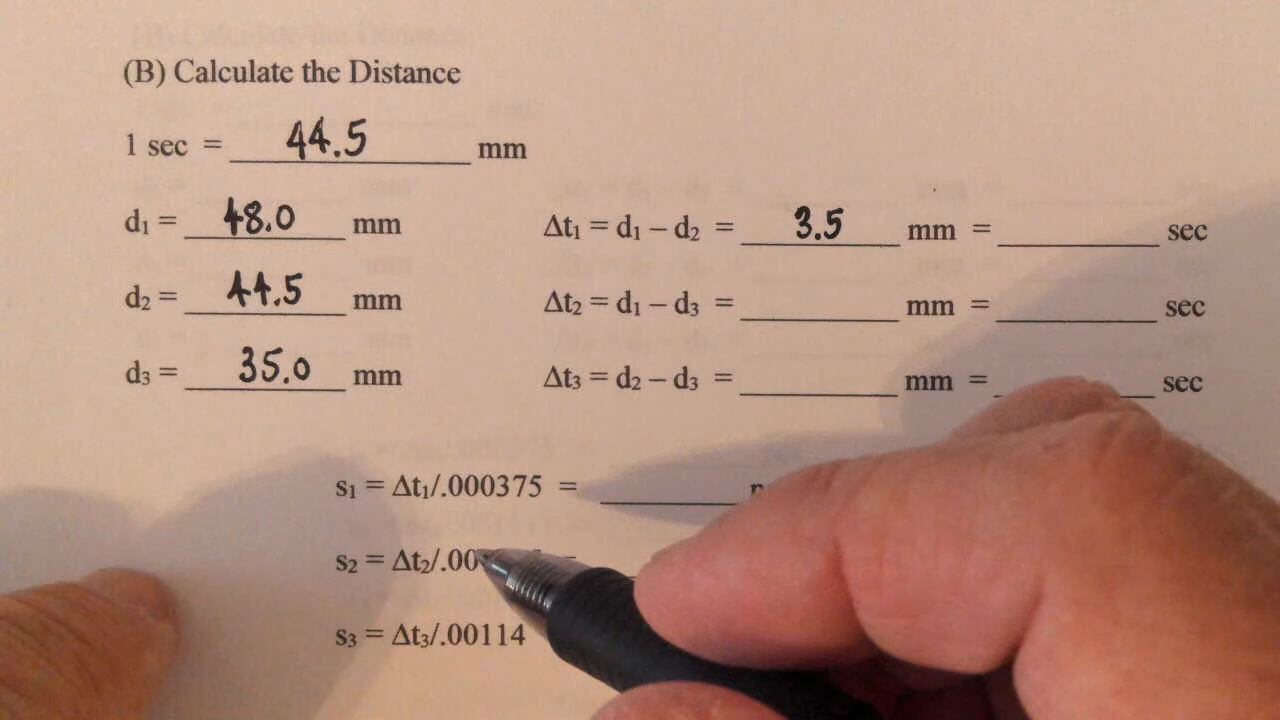 (B) Calculate the Distance
1 sec = 44.5 mm
d₁ = 48.0 mm Δt₁ = d₁ – d₂ = 3.5 mm = sec
d₂ = 44.5 mm Δt₂ = d₁ – d₃ = mm = sec
d₃ = 35.0 mm Δt₃ = d₂ – d₃ = mm = sec
s₁ = Δt₁/.000375 =
s₂ = Δt₂/.00
s₃ = Δt₃/.00114